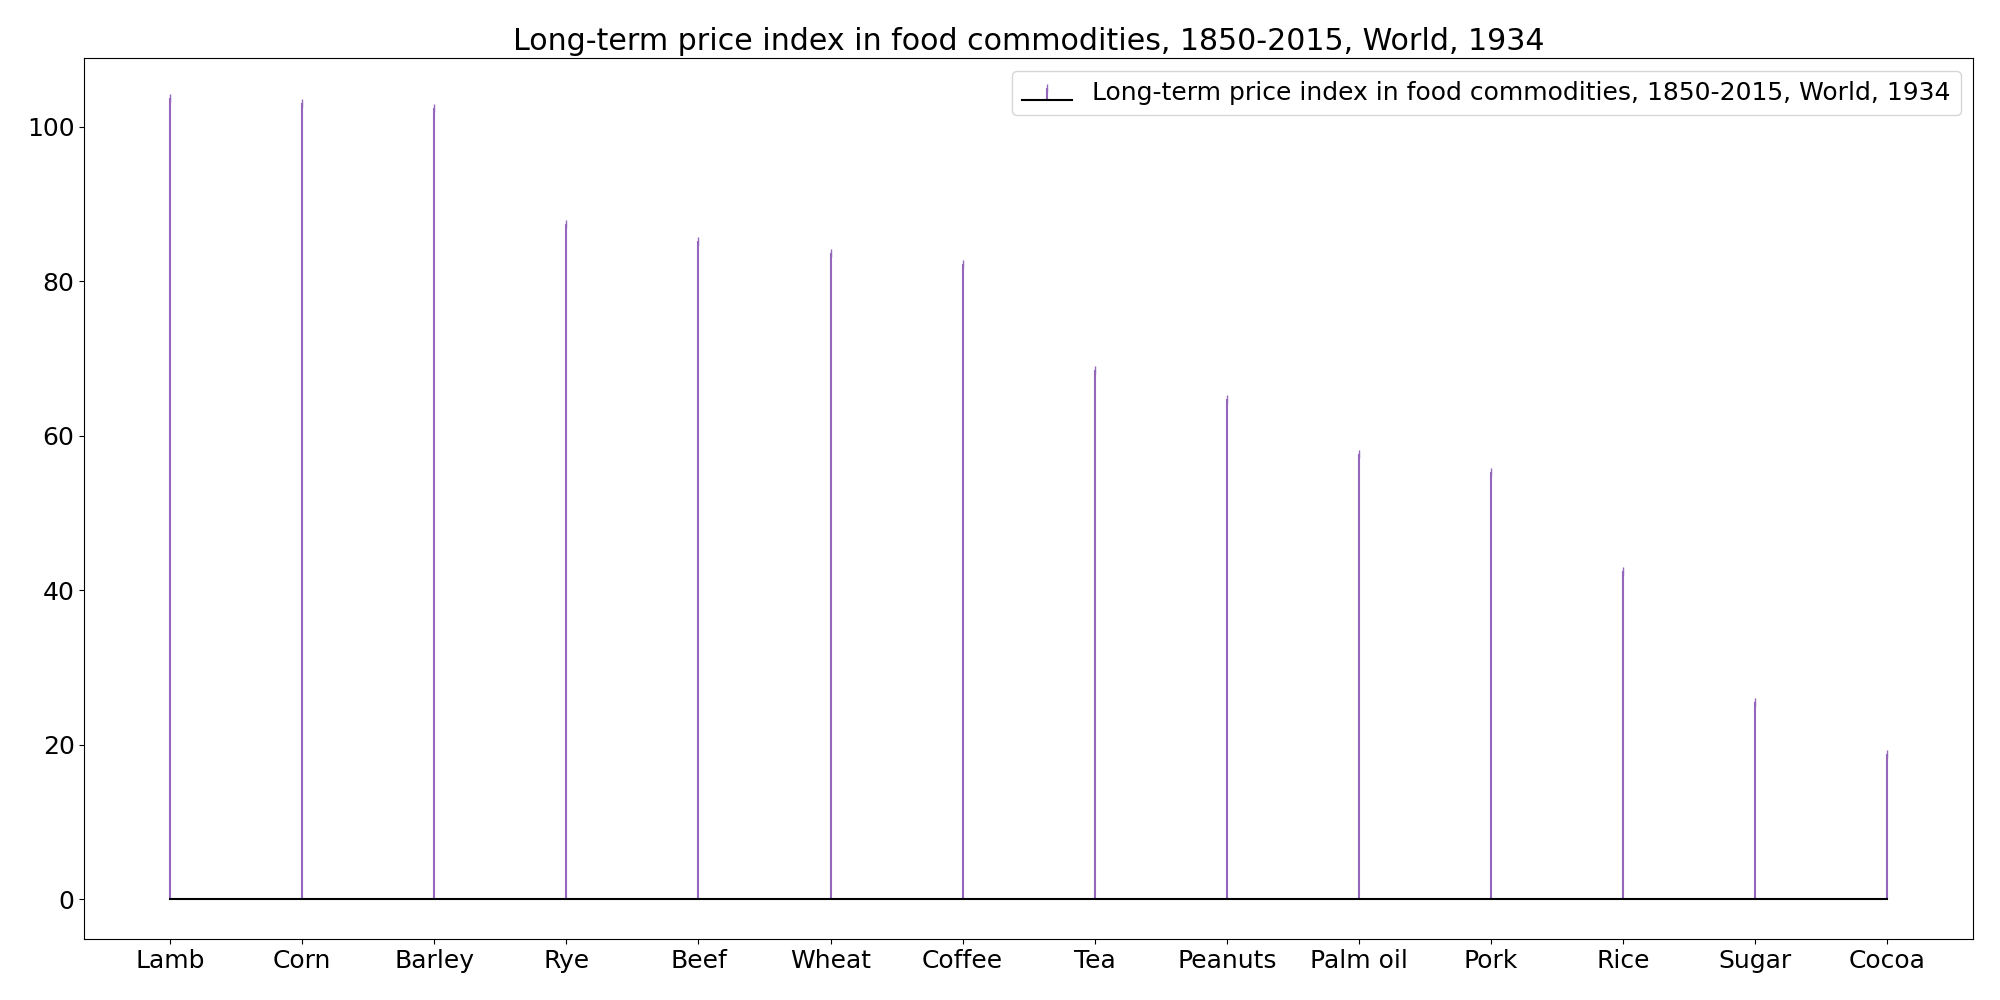 Long-term price index in food commodities, 1850-2015, World, 1934
Long-term price index in food commodities, 1850-2015, World, 1934
100
80
60
40
20
0
Lamb Corn Barley Rye Beef Wheat Coffee Tea Peanuts Palm oil Pork Rice Sugar Cocoa